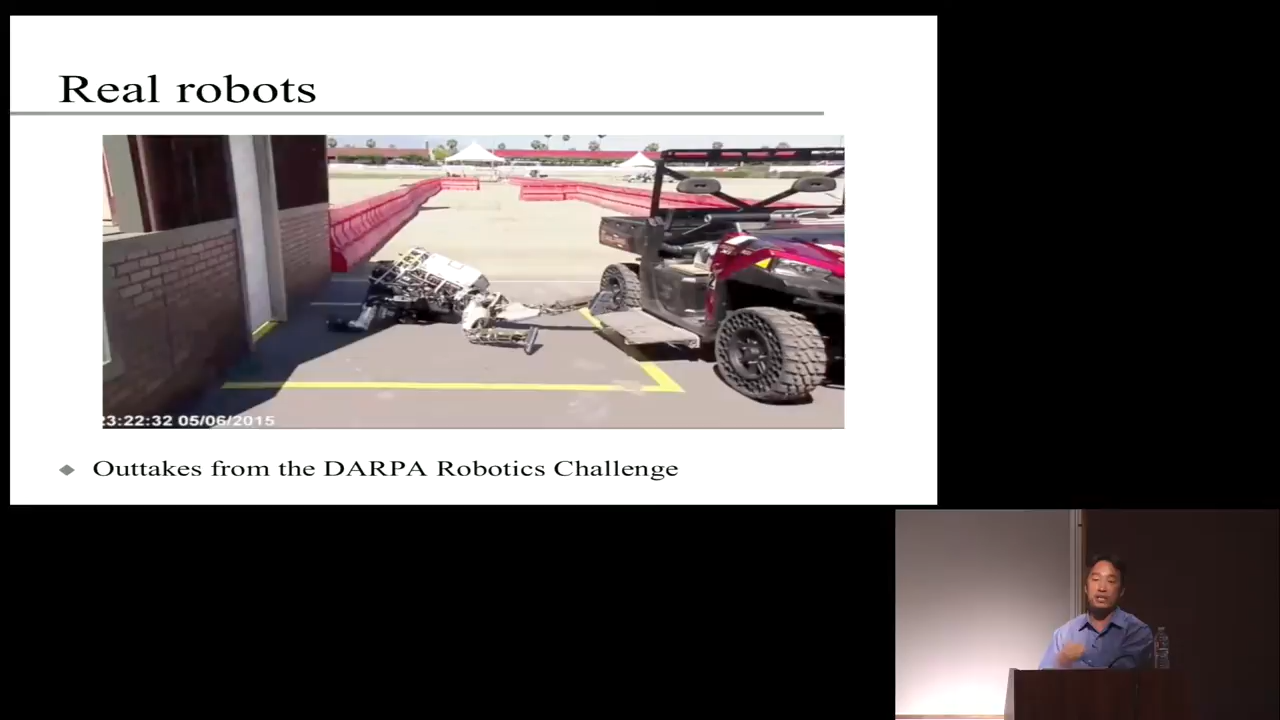 Real robots
23:22:32 05/06/2015
Outtakes from the DARPA Robotics Challenge